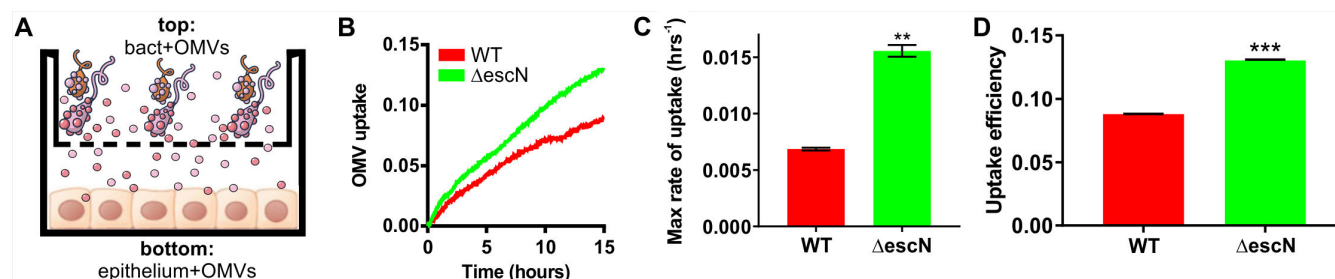 A
top:
bact+OMVs
bottom:
epithelium+OMVs
B
OMV uptake
0.15
0.10
0.05
0.00
WT
ΔescN
0
5
10
15
Time (hours)
C
Max rate of uptake (hrs⁻¹)
0.015
0.010
0.005
0.000
**
WT
ΔescN
D
Uptake efficiency
0.15
0.10
0.05
0.00
***
WT
ΔescN